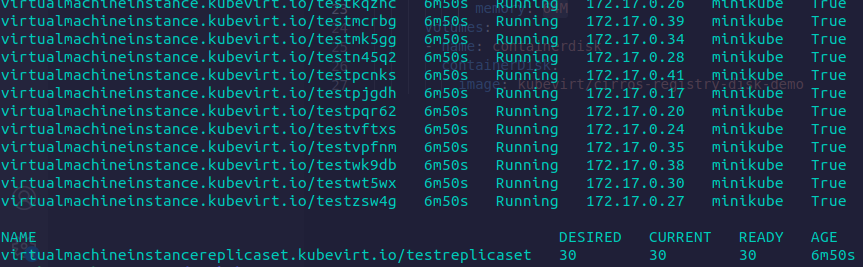 virtualmachineinstance.kubevirt.io/testkqznc 6m50s Running 172.17.0.26 minikube True
virtualmachineinstance.kubevirt.io/testmcrbg 6m50s Running 172.17.0.39 minikube True
virtualmachineinstance.kubevirt.io/testmk5gg 6m50s Running 172.17.0.34 minikube True
virtualmachineinstance.kubevirt.io/testn45q2 6m50s Running 172.17.0.28 minikube True
virtualmachineinstance.kubevirt.io/testpcnks 6m50s Running 172.17.0.41 minikube True
virtualmachineinstance.kubevirt.io/testpjgdh 6m50s Running 172.17.0.17 minikube True
virtualmachineinstance.kubevirt.io/testpqr62 6m50s Running 172.17.0.20 minikube True
virtualmachineinstance.kubevirt.io/testvftxs 6m50s Running 172.17.0.24 minikube True
virtualmachineinstance.kubevirt.io/testvpfnm 6m50s Running 172.17.0.35 minikube True
virtualmachineinstance.kubevirt.io/testwk9db 6m50s Running 172.17.0.38 minikube True
virtualmachineinstance.kubevirt.io/testwt5wx 6m50s Running 172.17.0.30 minikube True
virtualmachineinstance.kubevirt.io/testzsw4g 6m50s Running 172.17.0.27 minikube True
NAME DESIRED CURRENT READY AGE
virtualmachineinstancereplicaset.kubevirt.io/testreplicaset 30 30 30 6m50s